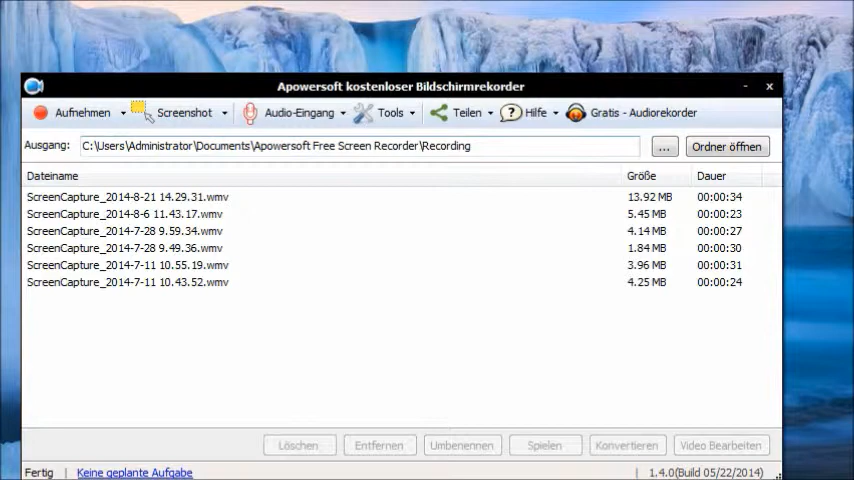 Apowersoft kostenloser Bildschirmrekorder - x
Aufnehmen Screenshot Audio-Eingang Tools Teilen Hilfe Gratis - Audiorekorder
Ausgang: C:\Users\Administrator\Documents\Apowersoft Free Screen Recorder\Recording ... Ordner öffnen
Dateiname Größe Dauer
ScreenCapture_2014-8-21 14.29.31.wmv 13.92 MB 00:00:34
ScreenCapture_2014-8-6 11.43.17.wmv 5.45 MB 00:00:23
ScreenCapture_2014-7-28 9.59.34.wmv 4.14 MB 00:00:27
ScreenCapture_2014-7-28 9.49.36.wmv 1.84 MB 00:00:30
ScreenCapture_2014-7-11 10.55.19.wmv 3.96 MB 00:00:31
ScreenCapture_2014-7-11 10.43.52.wmv 4.25 MB 00:00:24
Löschen Entfernen Umbenennen Spielen Konvertieren Video Bearbeiten
Fertig | Keine geplante Aufgabe | 1.4.0(Build 05/22/2014)